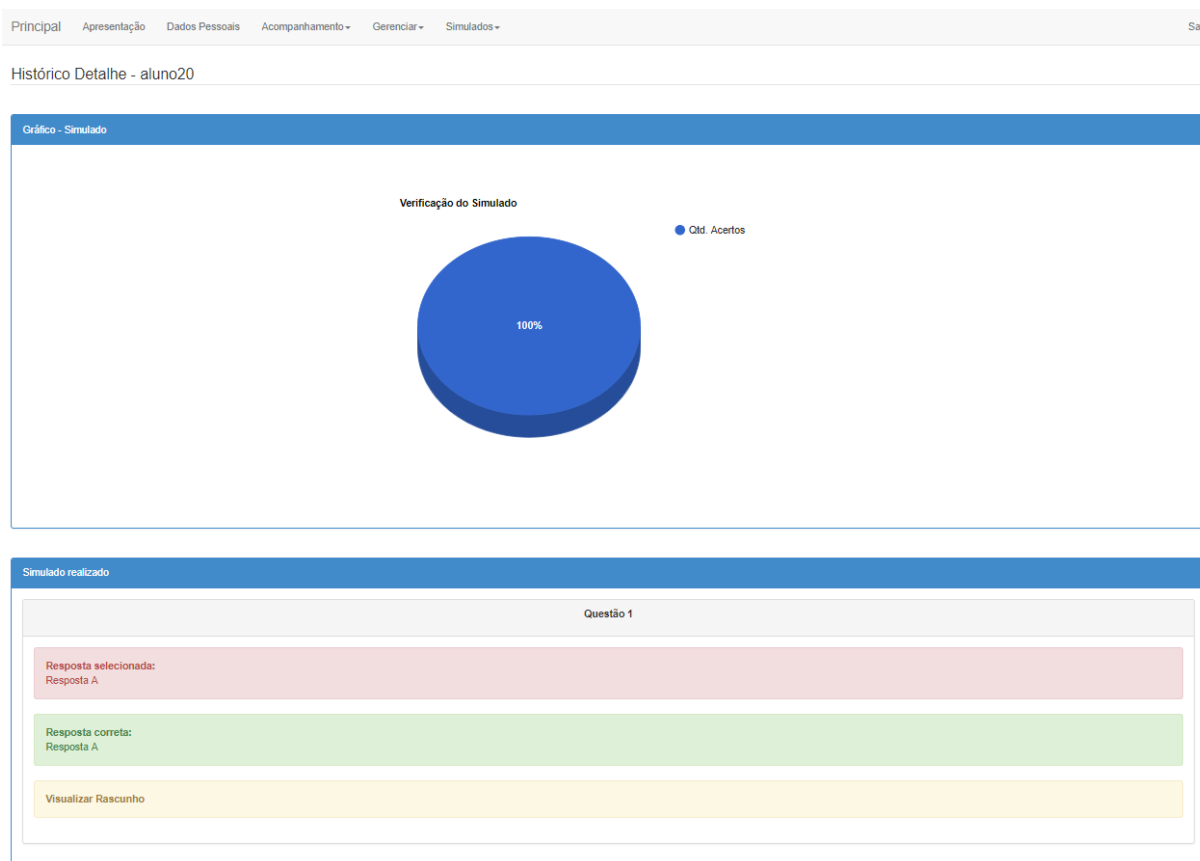 Principal Apresentação Dados Pessoais Acompanhamento Gerenciar Simulados Sa
Histórico Detalhe - aluno20
Gráfico - Simulado
Verificação do Simulado
Qtd. Acertos
100%
Simulado realizado
Questão 1
Resposta selecionada:
Resposta A
Resposta correta:
Resposta A
Visualizar Rascunho